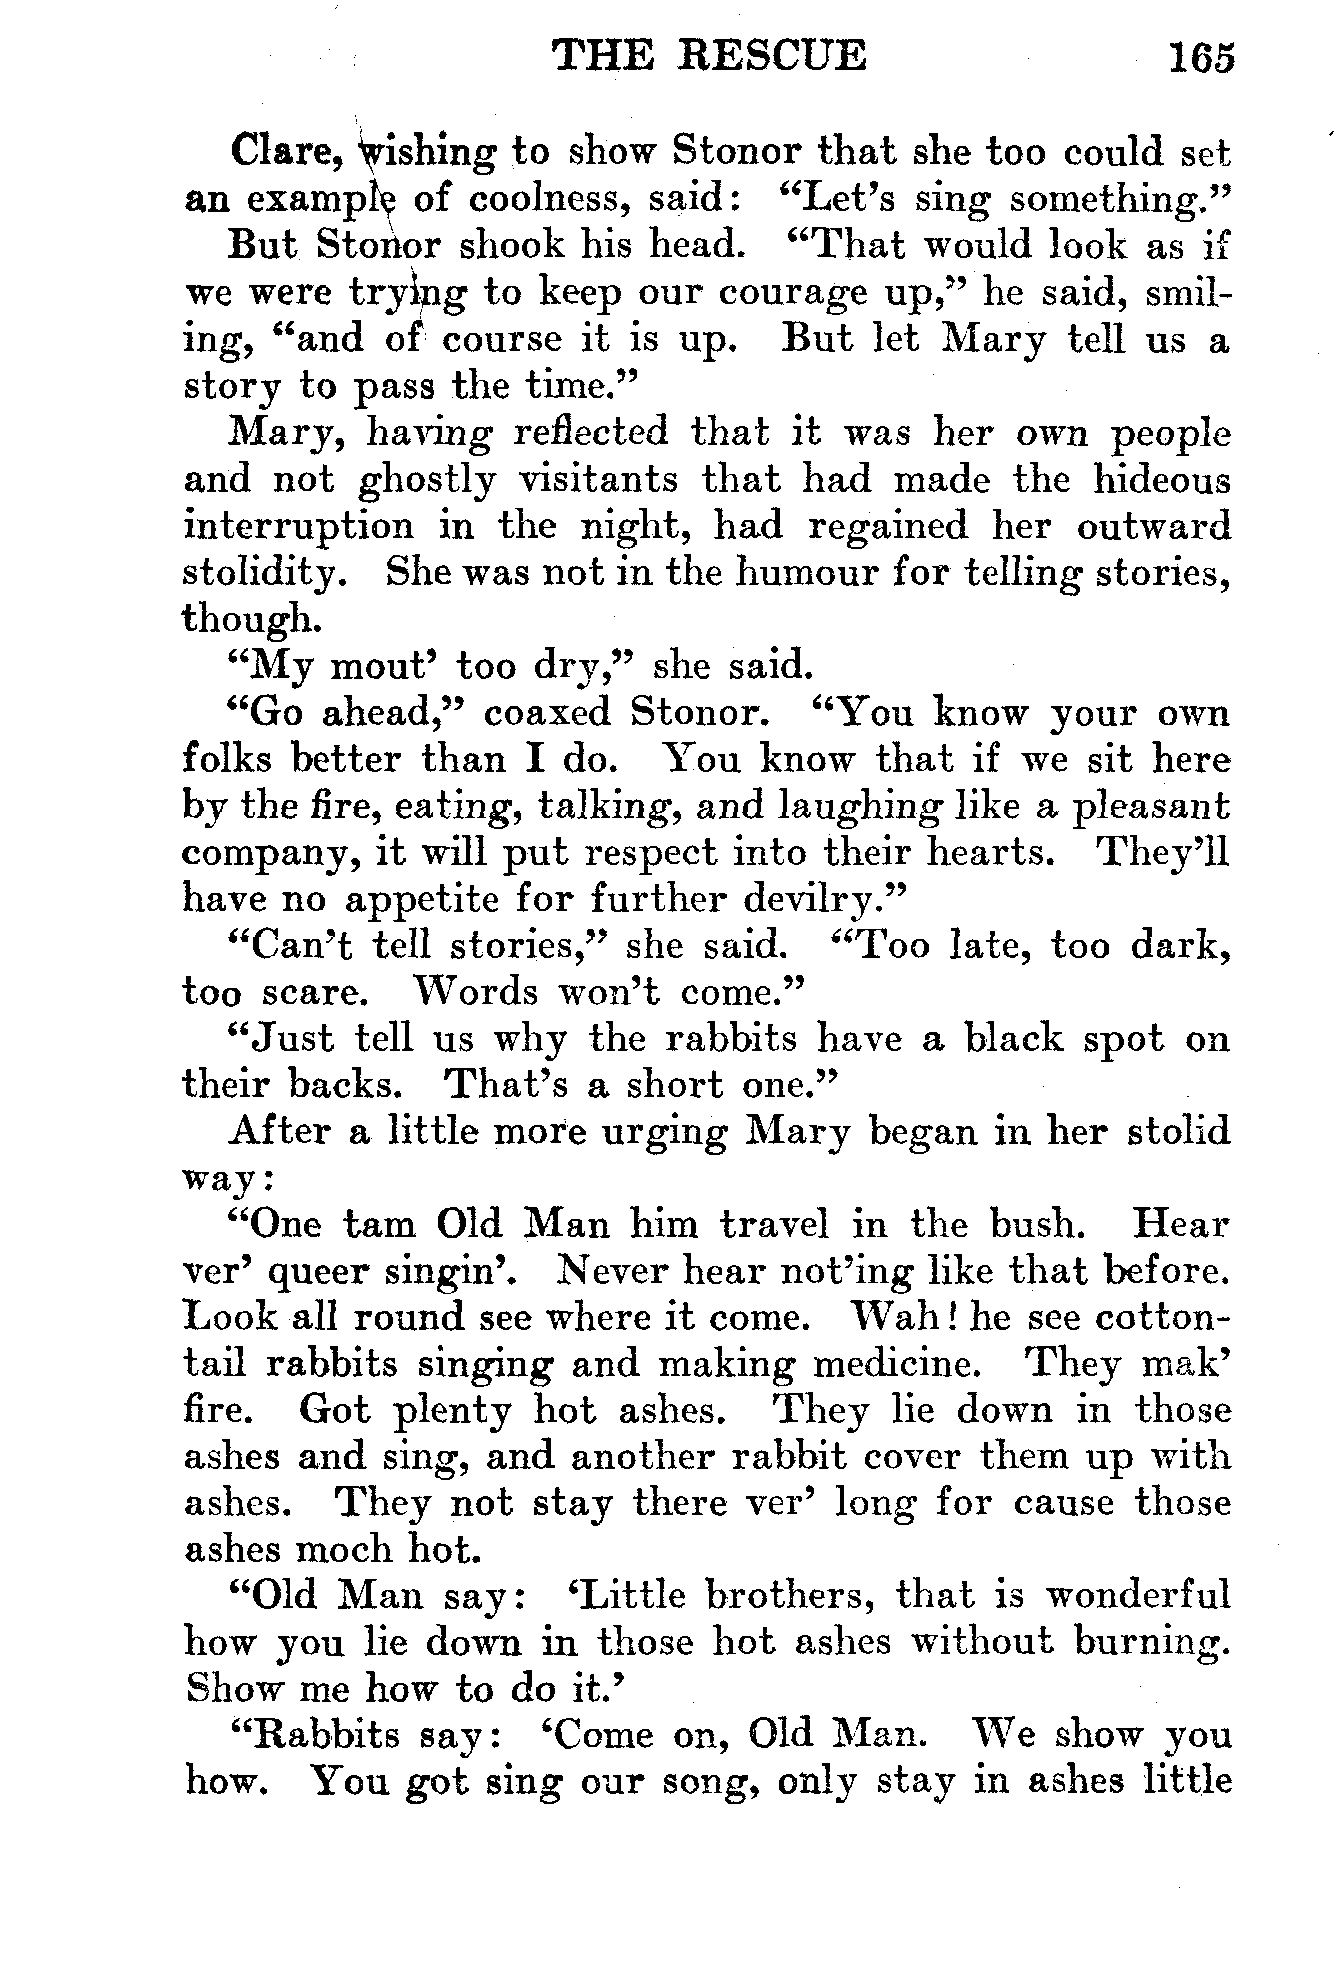 THE RESCUE 165
Clare, wishing to show Stonor that she too could set
an example of coolness, said: “Let’s sing something.”
But Stonor shook his head. “That would look as if
we were trying to keep our courage up,” he said, smil-
ing, “and of course it is up. But let Mary tell us a
story to pass the time.”
Mary, having reflected that it was her own people
and not ghostly visitants that had made the hideous
interruption in the night, had regained her outward
stolidity. She was not in the humour for telling stories,
though.
“My mout’ too dry,” she said.
“Go ahead,” coaxed Stonor. “You know your own
folks better than I do. You know that if we sit here
by the fire, eating, talking, and laughing like a pleasant
company, it will put respect into their hearts. They’ll
have no appetite for further devilry.”
“Can’t tell stories,” she said. “Too late, too dark,
too scare. Words won’t come.”
“Just tell us why the rabbits have a black spot on
their backs. That’s a short one.”
After a little more urging Mary began in her stolid
way:
“One tam Old Man him travel in the bush. Hear
ver’ queer singin’. Never hear not’ing like that before.
Look all round see where it come. Wah! he see cotton-
tail rabbits singing and making medicine. They mak’
fire. Got plenty hot ashes. They lie down in those
ashes and sing, and another rabbit cover them up with
ashes. They not stay there ver’ long for cause those
ashes moch hot.
“Old Man say: ‘Little brothers, that is wonderful
how you lie down in those hot ashes without burning.
Show me how to do it.’
“Rabbits say: ‘Come on, Old Man. We show you
how. You got sing our song, only stay in ashes little